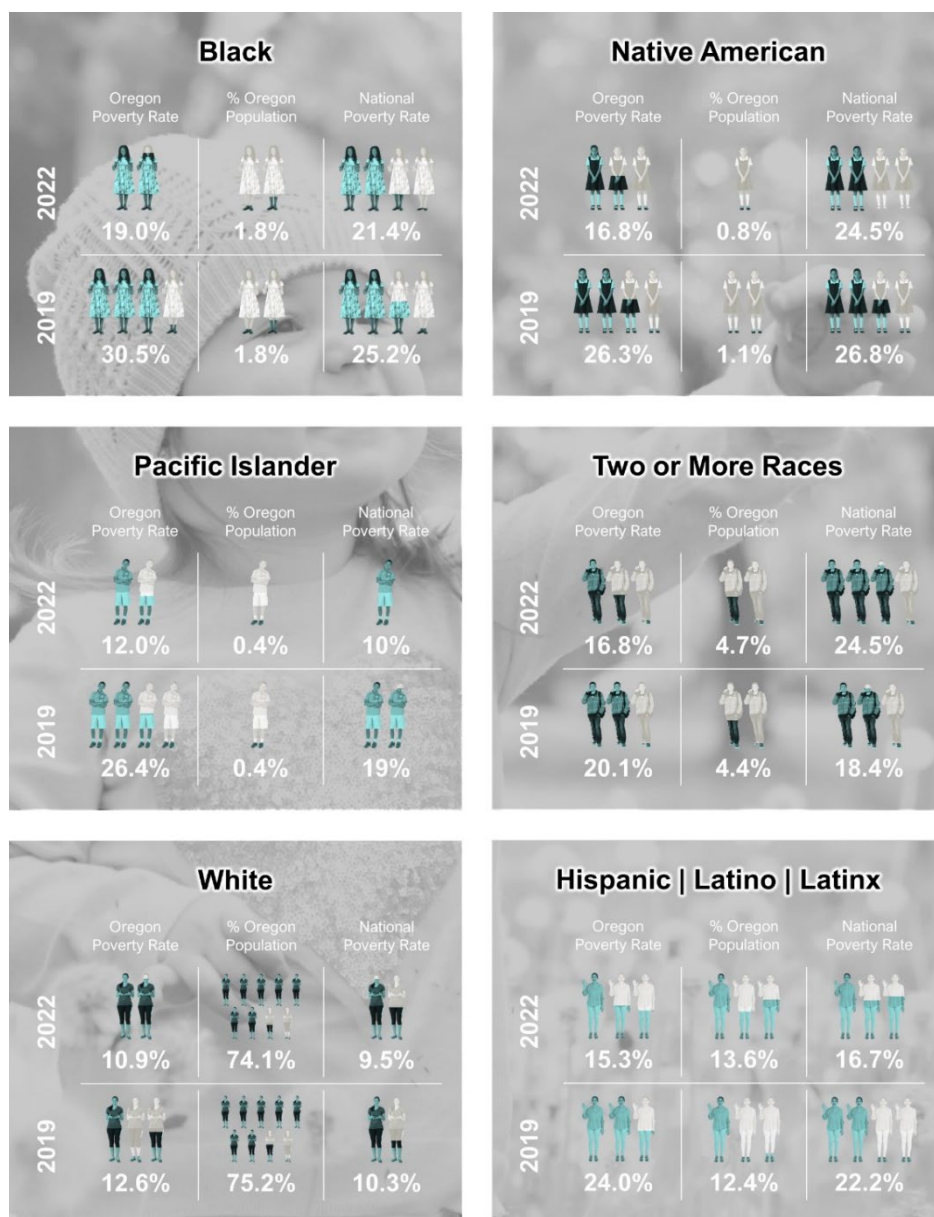 Black
Oregon
Poverty Rate
% Oregon
Population
National
Poverty Rate
2022
19.0%
1.8%
21.4%
2019
30.5%
1.8%
25.2%
Native American
Oregon
Poverty Rate
% Oregon
Population
National
Poverty Rate
2022
16.8%
0.8%
24.5%
2019
26.3%
1.1%
26.8%
Pacific Islander
Oregon
Poverty Rate
% Oregon
Population
National
Poverty Rate
2022
12.0%
0.4%
10%
2019
26.4%
0.4%
19%
Two or More Races
Oregon
Poverty Rate
% Oregon
Population
National
Poverty Rate
2022
16.8%
4.7%
24.5%
2019
20.1%
4.4%
18.4%
White
Oregon
Poverty Rate
% Oregon
Population
National
Poverty Rate
2022
10.9%
74.1%
9.5%
2019
12.6%
75.2%
10.3%
Hispanic | Latino | Latinx
Oregon
Poverty Rate
% Oregon
Population
National
Poverty Rate
2022
15.3%
13.6%
16.7%
2019
24.0%
12.4%
22.2%